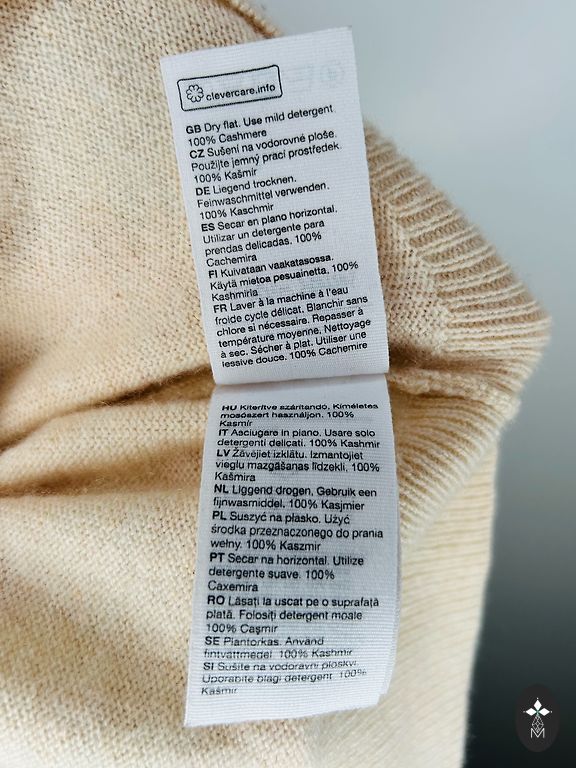 clevercare.info
GB Dry flat. Use mild detergent
100% Cashmere
CZ Sušení na vodorovné ploše.
Použijte jemný prací prostředek.
100% Kašmír
DE Liegend trocknen.
Feinwaschmittel verwenden.
100% Kaschmir
ES Secar en plano horizontal.
Utilizar un detergente para
prendas delicadas. 100%
Cachemira
FI Kuivataan vaakatasossa.
Käytä mietoa pesuainetta. 100%
Kashmiria
FR Laver à la machine à l'eau
froide cycle délicat. Blanchir sans
chlore si nécessaire. Repasser à
température moyenne. Nettoyage
à sec. Sécher à plat. Utiliser une
lessive douce. 100% Cachemire
HU Kiterítve szárítandó, Kíméletes
mosószert használjon. 100%
Kasmír
IT Asciugare in piano. Usare solo
detergenti delicati. 100% Kashmir
LV Žāvējiet izklātu. Izmantojiet
vieglu mazgāšanas līdzekli. 100%
Kašmira
NL Liggend drogen, Gebruik een
fijnwasmiddel. 100% Kasjmier
PL Suszyć na płasko. Użyć
środka przeznaczonego do prania
wełny. 100% Kaszmir
PT Secar na horizontal. Utilize
detergente suave. 100%
Caxemira
RO Lăsați la uscat pe o suprafață
plată. Folosiți detergent moale
100% Cașmir
SE Plantorkas. Använd
fintvättmedel. 100% Kashmir
SI Sušite na vodoravni ploskvi.
Uporabite blagi detergent. 100%
Kašmir
M